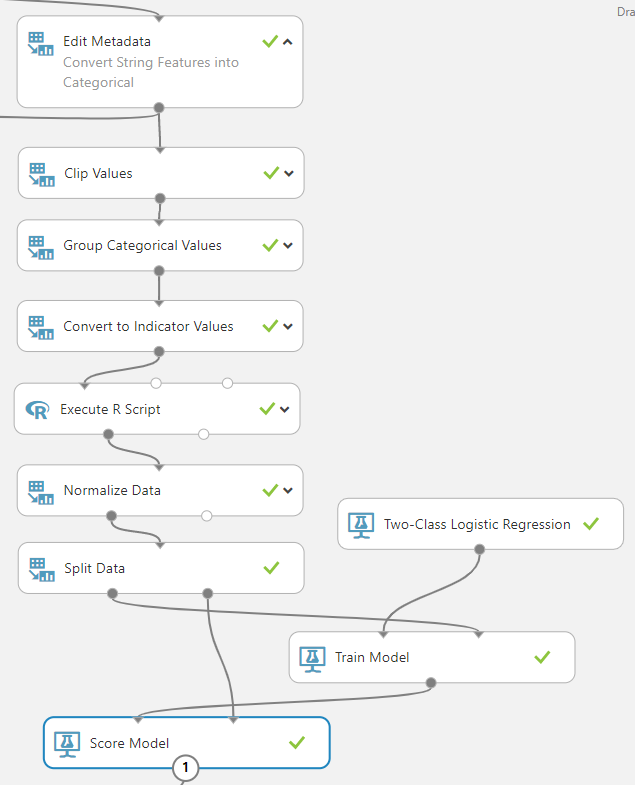 Dra
Edit Metadata
Convert String Features into
Categorical
Clip Values
Group Categorical Values
Convert to Indicator Values
R
Execute R Script
Normalize Data
Two-Class Logistic Regression
Split Data
Train Model
Score Model
1